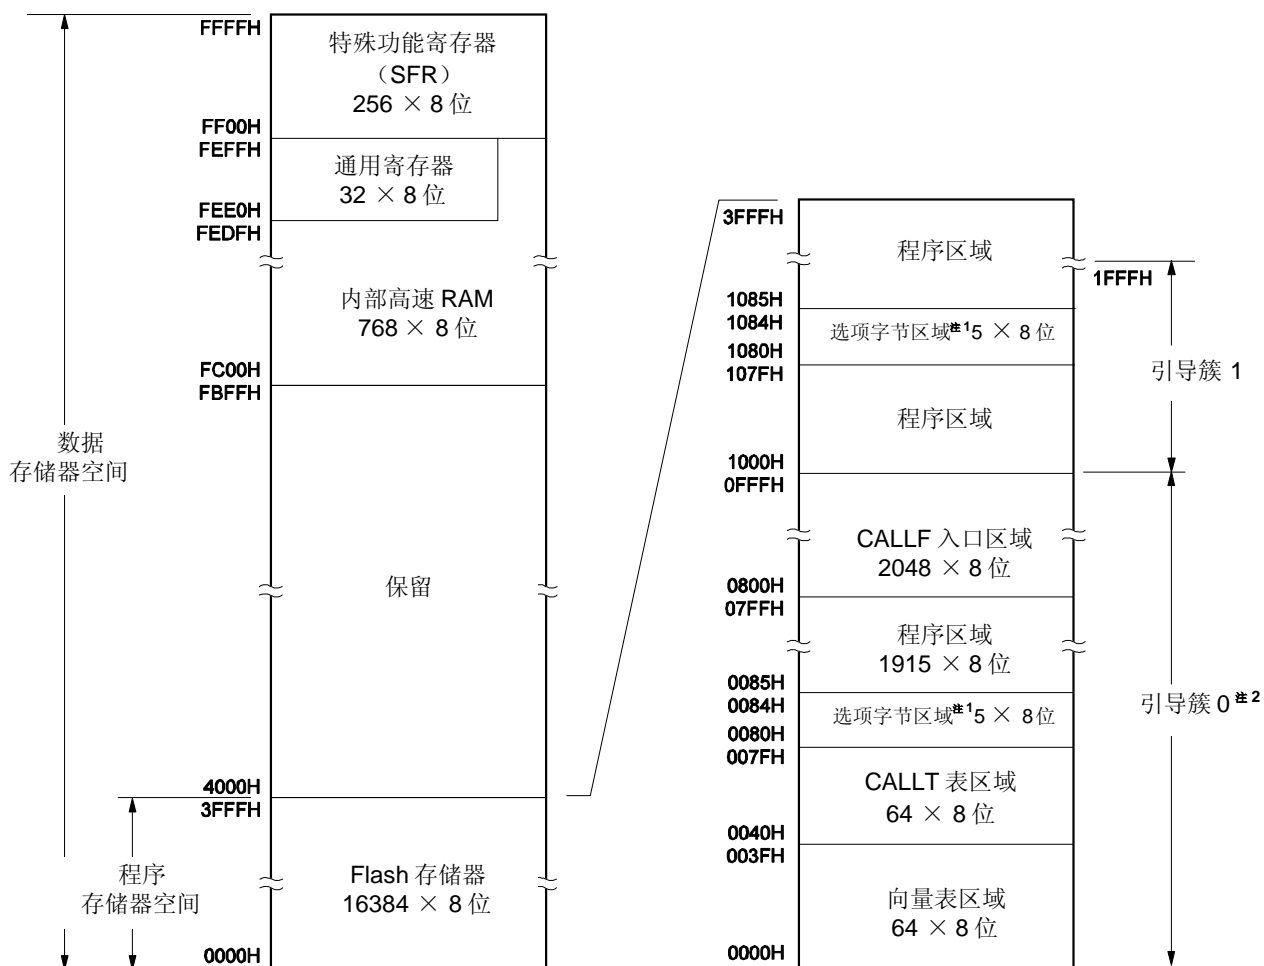 FFFFH
特殊功能寄存器
（SFR）
256 × 8 位
FF00H
FEFFH
通用寄存器
32 × 8 位
FEE0H
FEDFH
内部高速 RAM
768 × 8 位
FC00H
FBFFH
数据
存储器空间
保留
4000H
3FFFH
程序
存储器空间
Flash 存储器
16384 × 8 位
0000H
3FFFH
程序区域
1FFFH
1085H
1084H
选项字节区域注 1 5 × 8 位
1080H
107FH
引导簇 1
程序区域
1000H
0FFFH
CALLF 入口区域
2048 × 8 位
0800H
07FFH
程序区域
1915 × 8 位
0085H
0084H
选项字节区域注 1 5 × 8 位
引导簇 0 注 2
0080H
007FH
CALLT 表区域
64 × 8 位
0040H
003FH
向量表区域
64 × 8 位
0000H